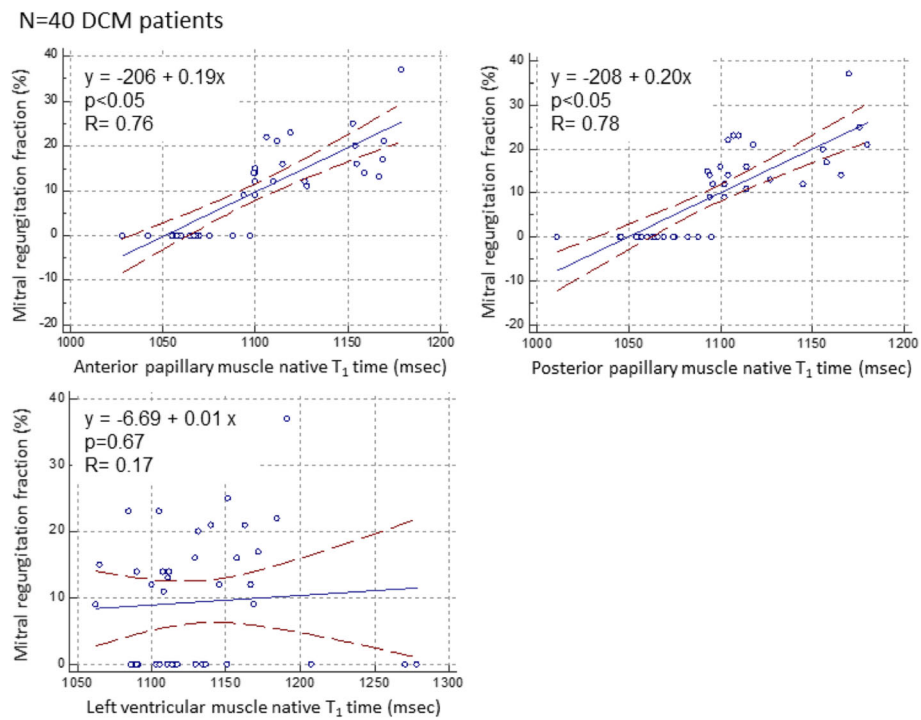 N=40 DCM patients
Mitral regurgitation fraction (%)
40
30
20
10
0
-10
-20
y = -206 + 0.19x
p<0.05
R= 0.76
1000
1050
1100
1150
1200
Anterior papillary muscle native T₁ time (msec)
Mitral regurgitation fraction (%)
40
30
20
10
0
-10
-20
y = -208 + 0.20x
p<0.05
R= 0.78
1000
1050
1100
1150
1200
Posterior papillary muscle native T₁ time (msec)
Mitral regurgitation fraction (%)
40
30
20
10
0
y = -6.69 + 0.01 x
p=0.67
R= 0.17
1050
1100
1150
1200
1250
1300
Left ventricular muscle native T₁ time (msec)